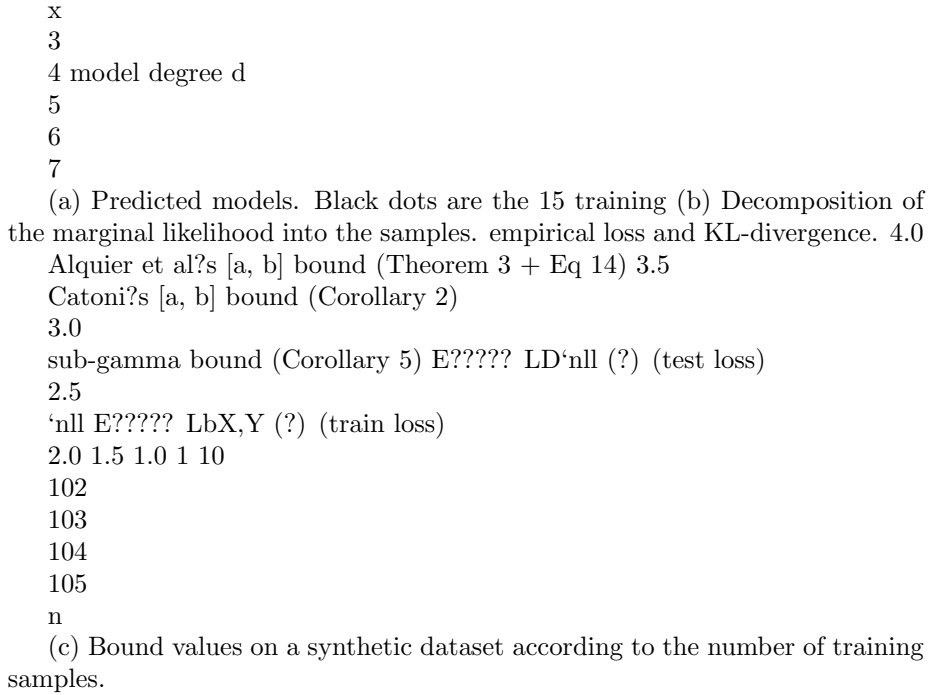 x
3
4 model degree d
5
6
7
(a) Predicted models. Black dots are the 15 training (b) Decomposition of
the marginal likelihood into the samples. empirical loss and KL-divergence. 4.0
Alquier et al?s [a, b] bound (Theorem 3 + Eq 14) 3.5
Catoni?s [a, b] bound (Corollary 2)
3.0
sub-gamma bound (Corollary 5) E????? LD‘nll (?) (test loss)
2.5
‘nll E????? LbX,Y (?) (train loss)
2.0 1.5 1.0 1 10
102
103
104
105
n
(c) Bound values on a synthetic dataset according to the number of training
samples.